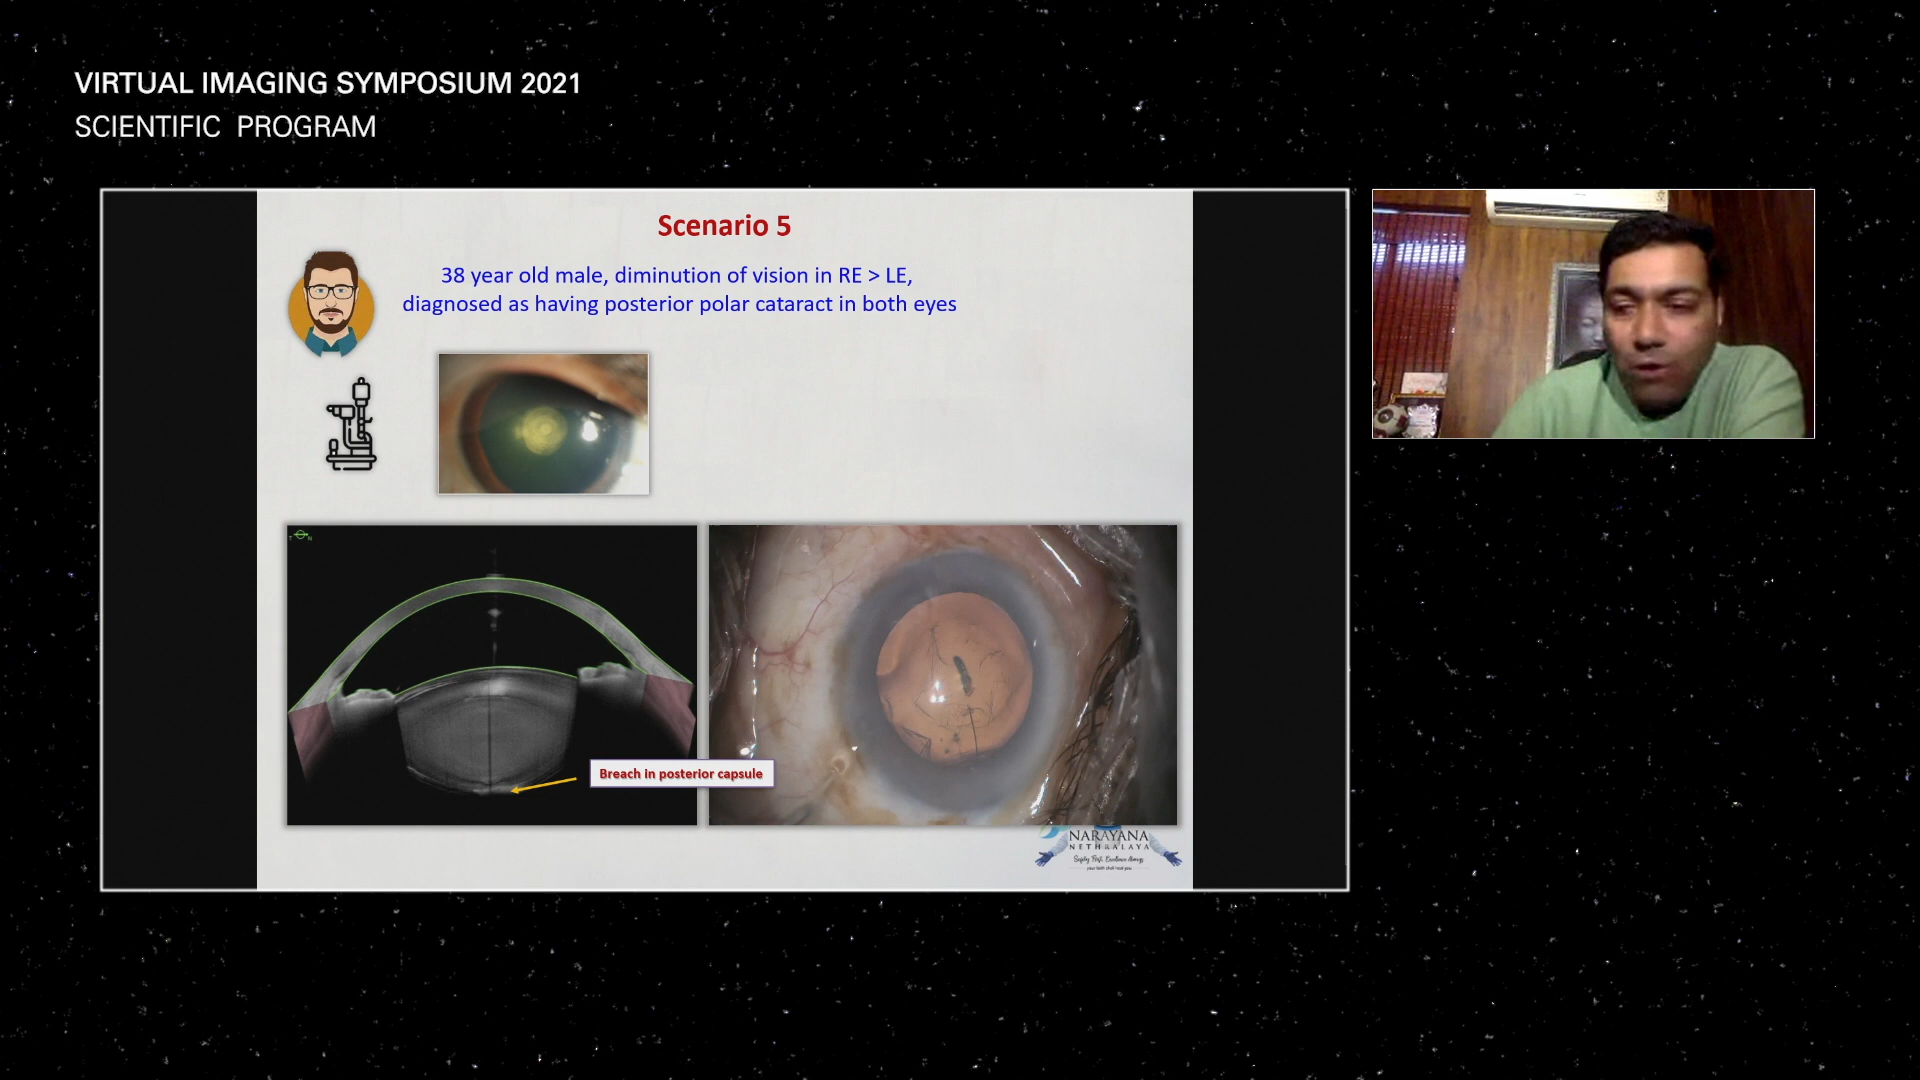 VIRTUAL IMAGING SYMPOSIUM 2021
SCIENTIFIC PROGRAM
Scenario 5
38 year old male, diminution of vision in RE > LE,
diagnosed as having posterior polar cataract in both eyes
T N
Breach in posterior capsule
NARAYANA
NETHRALAYA